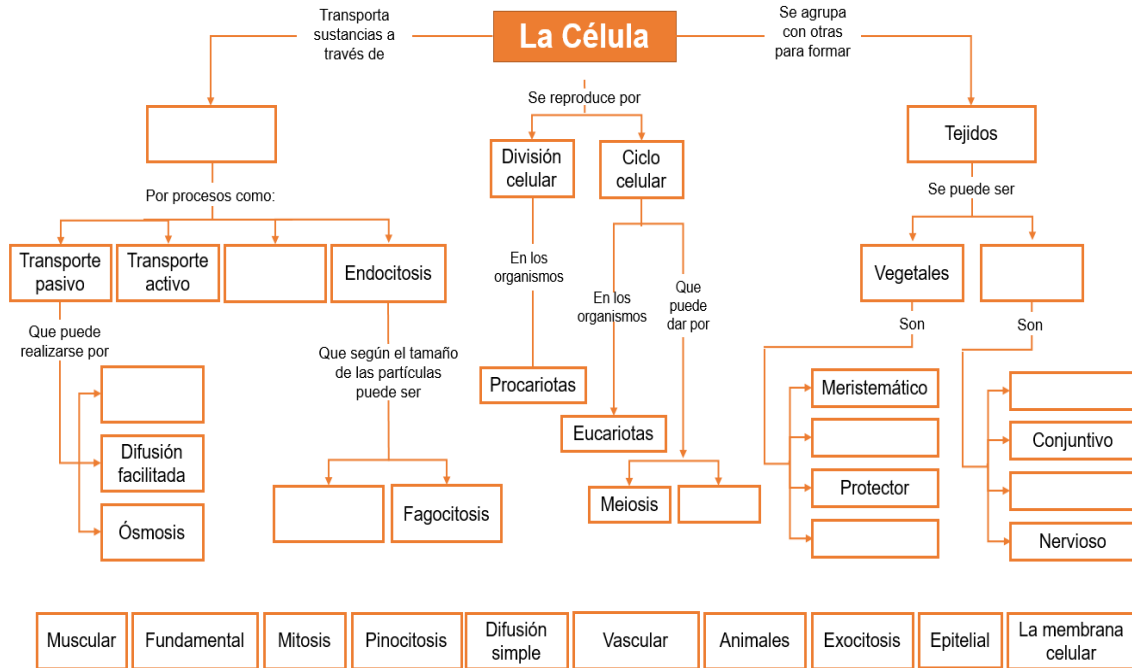 Transporta
sustancias a
través de
La Célula
Se agrupa
con otras
para formar
Se reproduce por
División
celular
Ciclo
celular
Tejidos
Por procesos como:
Se puede ser
Transporte
pasivo
Transporte
activo
Endocitosis
En los
organismos
En los
organismos
Que
puede
dar por
Vegetales
Que puede
realizarse por
Que según el tamaño
de las partículas
puede ser
Son
Son
Procariotas
Eucariotas
Meristemático
Conjuntivo
Difusión
facilitada
Protector
Ósmosis
Fagocitosis
Meiosis
Nervioso
Muscular
Fundamental
Mitosis
Pinocitosis
Difusión
simple
Vascular
Animales
Exocitosis
Epitelial
La membrana
celular